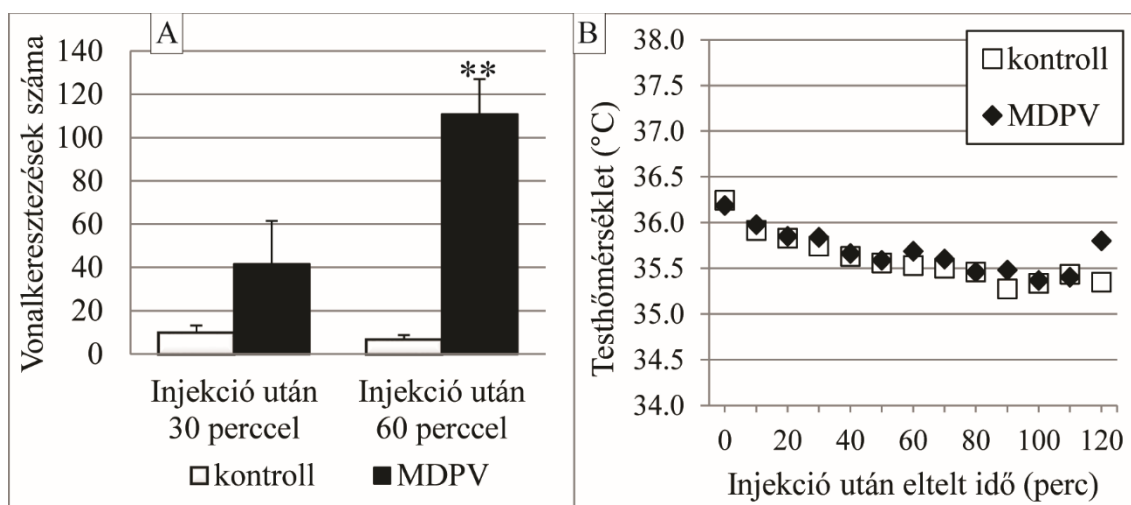 A
Vonalkeresztezések száma
140
120
100
80
60
40
20
0
**
Injekció után
30 perccel
Injekció után
60 perccel
kontroll
MDPV
B
Testhőmérséklet (°C)
38.0
37.5
37.0
36.5
36.0
35.5
35.0
34.5
34.0
kontroll
MDPV
0 20 40 60 80 100 120
Injekció után eltelt idő (perc)